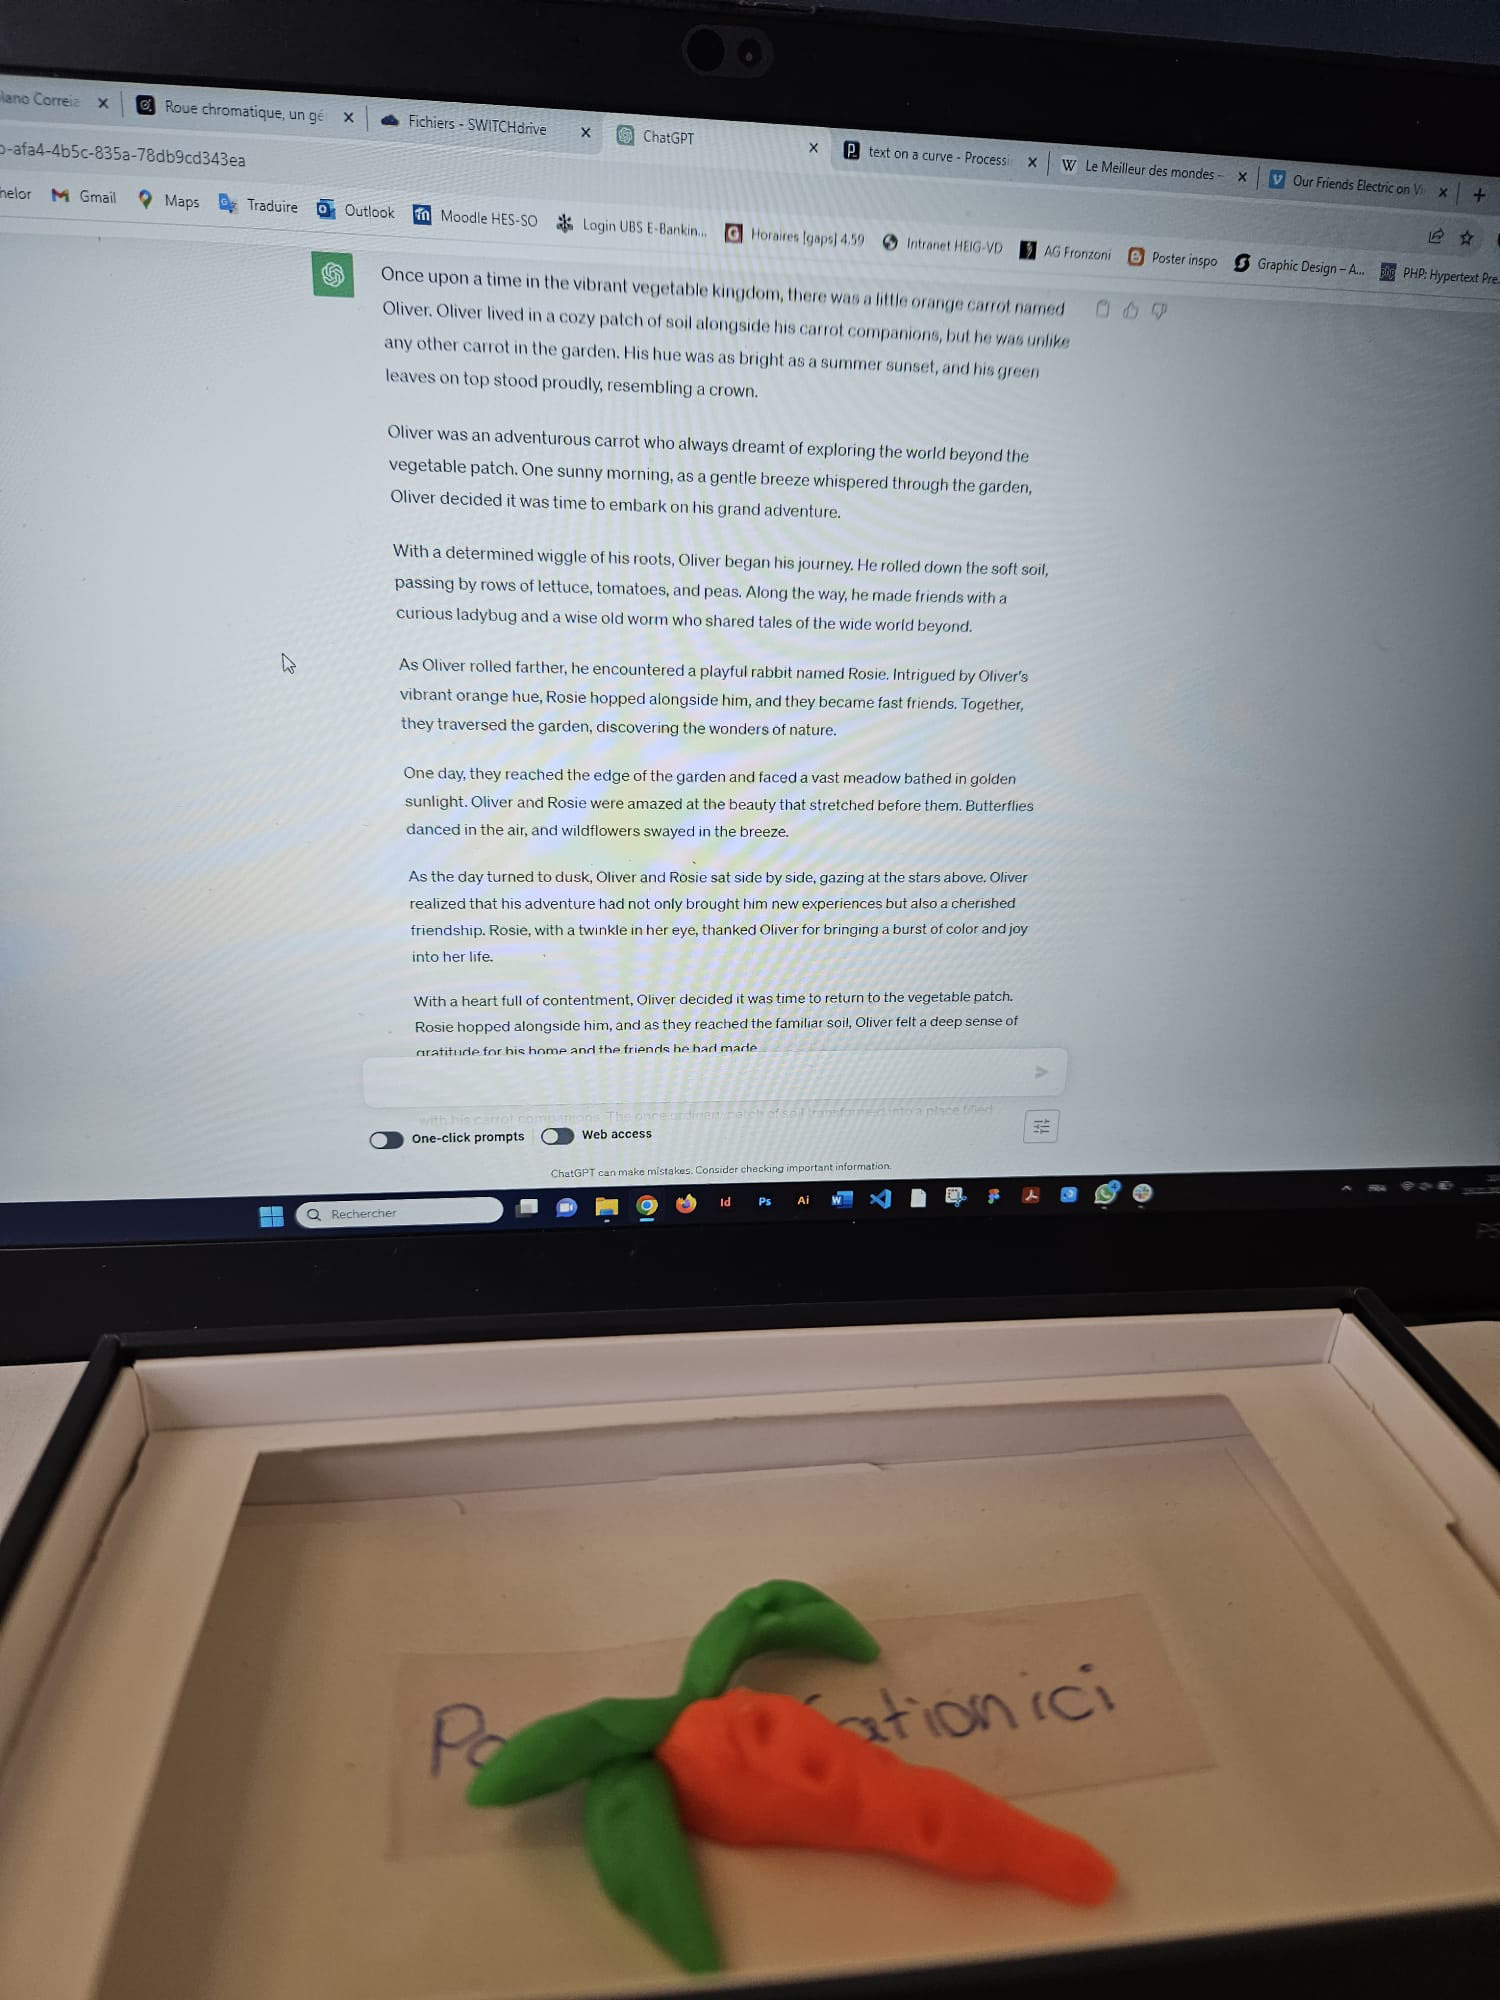 lano Correia
Roue chromatique, un gé
Fichiers - SWITCHdrive
ChatGPT
text on a curve - Processi
Le Meilleur des mondes –
Our Friends Electric on Vi
-afa4-4b5c-835a-78db9cd343ea
helor
Gmail
Maps
Traduire
Outlook
Moodle HES-SO
Login UBS E-Bankin...
Horaires [gaps] 4.59
Intranet HEIG-VD
AG Fronzoni
Poster inspo
Graphic Design – A...
PHP: Hypertext Pre
Once upon a time in the vibrant vegetable kingdom, there was a little orange carrot named
Oliver. Oliver lived in a cozy patch of soil alongside his carrot companions, but he was unlike
any other carrot in the garden. His hue was as bright as a summer sunset, and his green
leaves on top stood proudly, resembling a crown.
Oliver was an adventurous carrot who always dreamt of exploring the world beyond the
vegetable patch. One sunny morning, as a gentle breeze whispered through the garden,
Oliver decided it was time to embark on his grand adventure.
With a determined wiggle of his roots, Oliver began his journey. He rolled down the soft soil,
passing by rows of lettuce, tomatoes, and peas. Along the way, he made friends with a
curious ladybug and a wise old worm who shared tales of the wide world beyond.
As Oliver rolled farther, he encountered a playful rabbit named Rosie. Intrigued by Oliver's
vibrant orange hue, Rosie hopped alongside him, and they became fast friends. Together,
they traversed the garden, discovering the wonders of nature.
One day, they reached the edge of the garden and faced a vast meadow bathed in golden
sunlight. Oliver and Rosie were amazed at the beauty that stretched before them. Butterflies
danced in the air, and wildflowers swayed in the breeze.
As the day turned to dusk, Oliver and Rosie sat side by side, gazing at the stars above. Oliver
realized that his adventure had not only brought him new experiences but also a cherished
friendship. Rosie, with a twinkle in her eye, thanked Oliver for bringing a burst of color and joy
into her life.
With a heart full of contentment, Oliver decided it was time to return to the vegetable patch.
Rosie hopped alongside him, and as they reached the familiar soil, Oliver felt a deep sense of
gratitude for his home and the friends he had made
with his carrot companions. The once ordinary patch of soil transformed into a place filled
One-click prompts
Web access
ChatGPT can make mistakes. Consider checking important information.
Rechercher
Id
Ps
Ai
ation ici